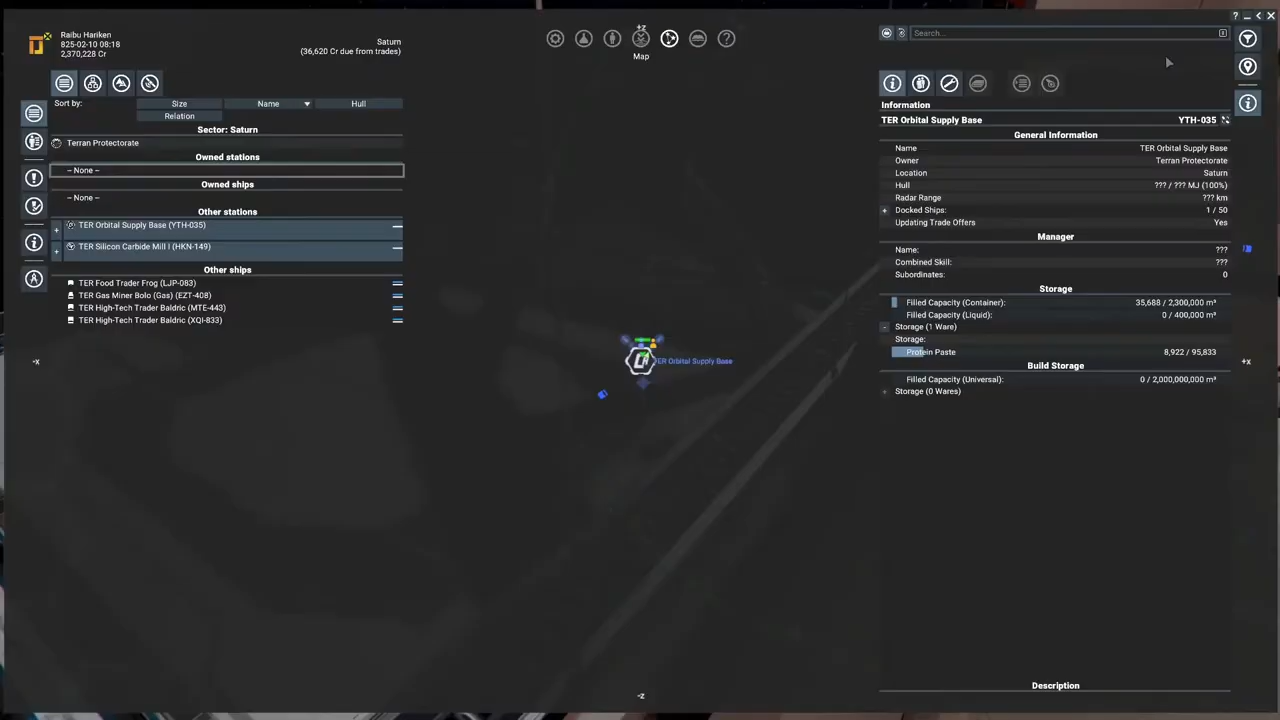 Raibu Hariken
825-02-10 08:18
2,370,228 Cr
Saturn
(36,620 Cr due from trades)
+z
Map
Search...
Sort by:
Size
Name
Hull
Relation
Sector: Saturn
Terran Protectorate
Owned stations
-- None --
Owned ships
-- None --
Other stations
+ TER Orbital Supply Base (YTH-035)
+ TER Silicon Carbide Mill I (HKN-149)
Other ships
TER Food Trader Frog (LJP-083)
TER Gas Miner Bolo (Gas) (EZT-408)
TER High-Tech Trader Baldric (MTE-443)
TER High-Tech Trader Baldric (XQI-833)
-x
TER Orbital Supply Base
+x
-z
Information
TER Orbital Supply Base YTH-035
General Information
Name TER Orbital Supply Base
Owner Terran Protectorate
Location Saturn
Hull ??? / ??? MJ (100%)
Radar Range ??? km
+ Docked Ships: 1 / 50
Updating Trade Offers Yes
Manager
Name: ???
Combined Skill: ???
Subordinates: 0
Storage
Filled Capacity (Container): 35,688 / 2,300,000 m³
Filled Capacity (Liquid): 0 / 400,000 m³
- Storage (1 Ware)
Storage:
Protein Paste 8,922 / 95,833
Build Storage
Filled Capacity (Universal): 0 / 2,000,000,000 m³
+ Storage (0 Wares)
Description